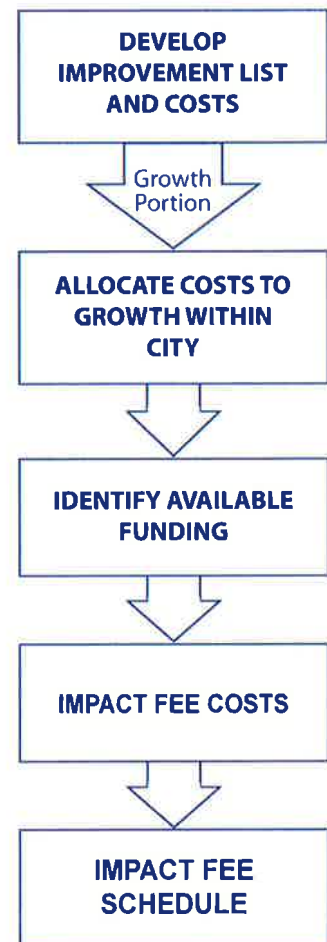 DEVELOP
IMPROVEMENT LIST
AND COSTS
Growth
Portion
ALLOCATE COSTS TO
GROWTH WITHIN
CITY
IDENTIFY AVAILABLE
FUNDING
IMPACT FEE COSTS
IMPACT FEE
SCHEDULE